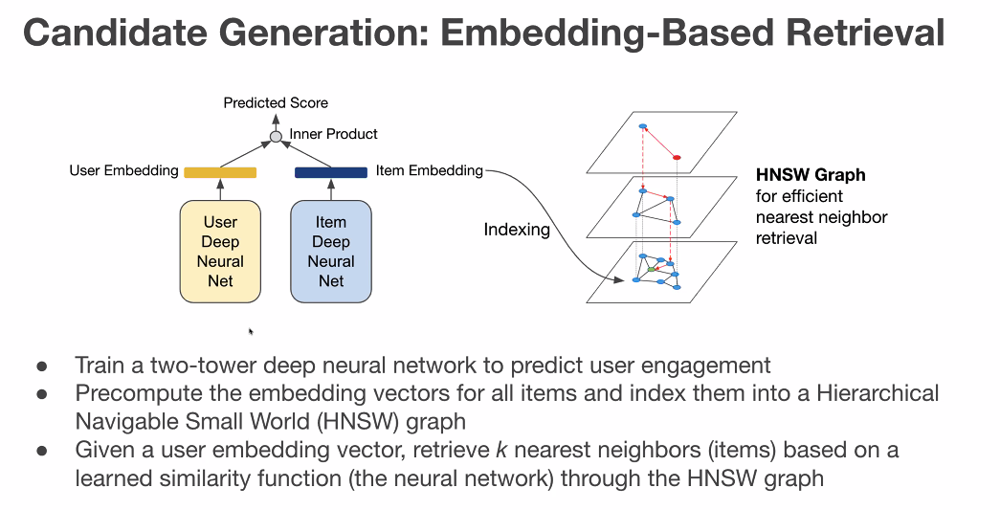 Candidate Generation: Embedding-Based Retrieval
Predicted Score
Inner Product
User Embedding
Item Embedding
User
Deep
Neural
Net
Item
Deep
Neural
Net
Indexing
HNSW Graph
for efficient
nearest neighbor
retrieval
● Train a two-tower deep neural network to predict user engagement
● Precompute the embedding vectors for all items and index them into a Hierarchical
Navigable Small World (HNSW) graph
● Given a user embedding vector, retrieve k nearest neighbors (items) based on a
learned similarity function (the neural network) through the HNSW graph